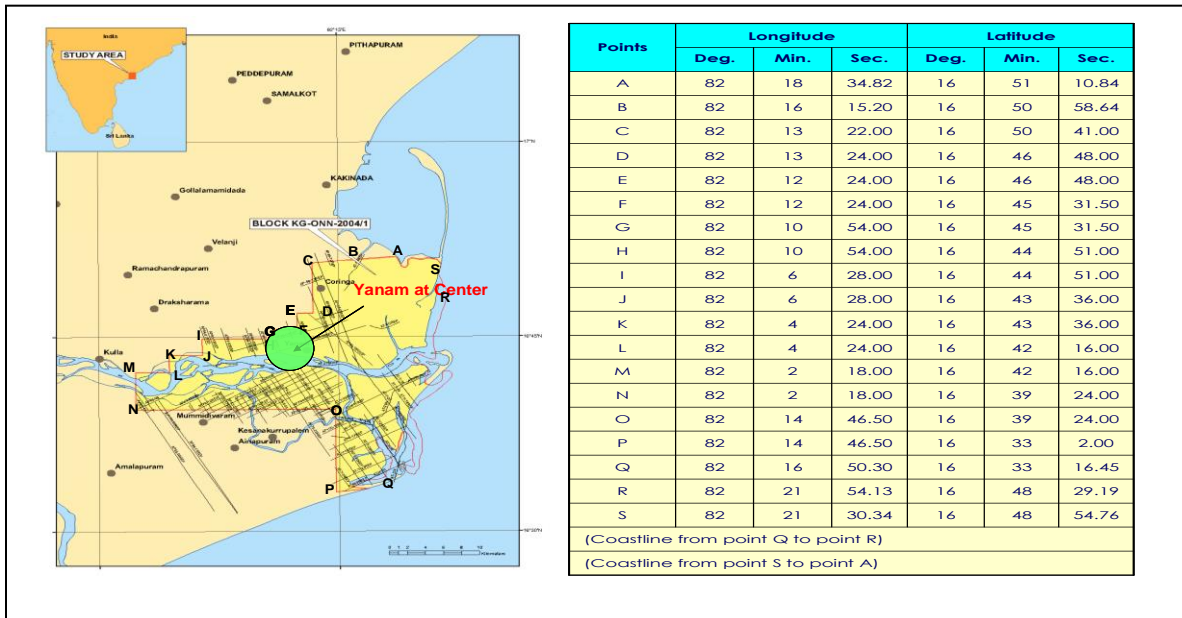 India
STUDY AREA
Sri Lanka
82°15'E
PITHAPURAM
PEDDEPURAM
SAMALKOT
17°N
KAKINADA
Gollalamamidada
BLOCK KG-ONN-2004/1
Velanji
B
A
C
S
Ramachandrapuram
Coringa
Yanam at Center
R
Drakaharama
E
D
F
I
G
16°45'N
Kulla
K
J
M
L
N
O
Mummidivaram
Kesanakurrupalem
Ainapuram
Amalapuram
P
Q
16°30'N
Points Longitude Latitude
Deg. Min. Sec. Deg. Min. Sec.
A 82 18 34.82 16 51 10.84
B 82 16 15.20 16 50 58.64
C 82 13 22.00 16 50 41.00
D 82 13 24.00 16 46 48.00
E 82 12 24.00 16 46 48.00
F 82 12 24.00 16 45 31.50
G 82 10 54.00 16 45 31.50
H 82 10 54.00 16 44 51.00
I 82 6 28.00 16 44 51.00
J 82 6 28.00 16 43 36.00
K 82 4 24.00 16 43 36.00
L 82 4 24.00 16 42 16.00
M 82 2 18.00 16 42 16.00
N 82 2 18.00 16 39 24.00
O 82 14 46.50 16 39 24.00
P 82 14 46.50 16 33 2.00
Q 82 16 50.30 16 33 16.45
R 82 21 54.13 16 48 29.19
S 82 21 30.34 16 48 54.76
(Coastline from point Q to point R)
(Coastline from point S to point A)